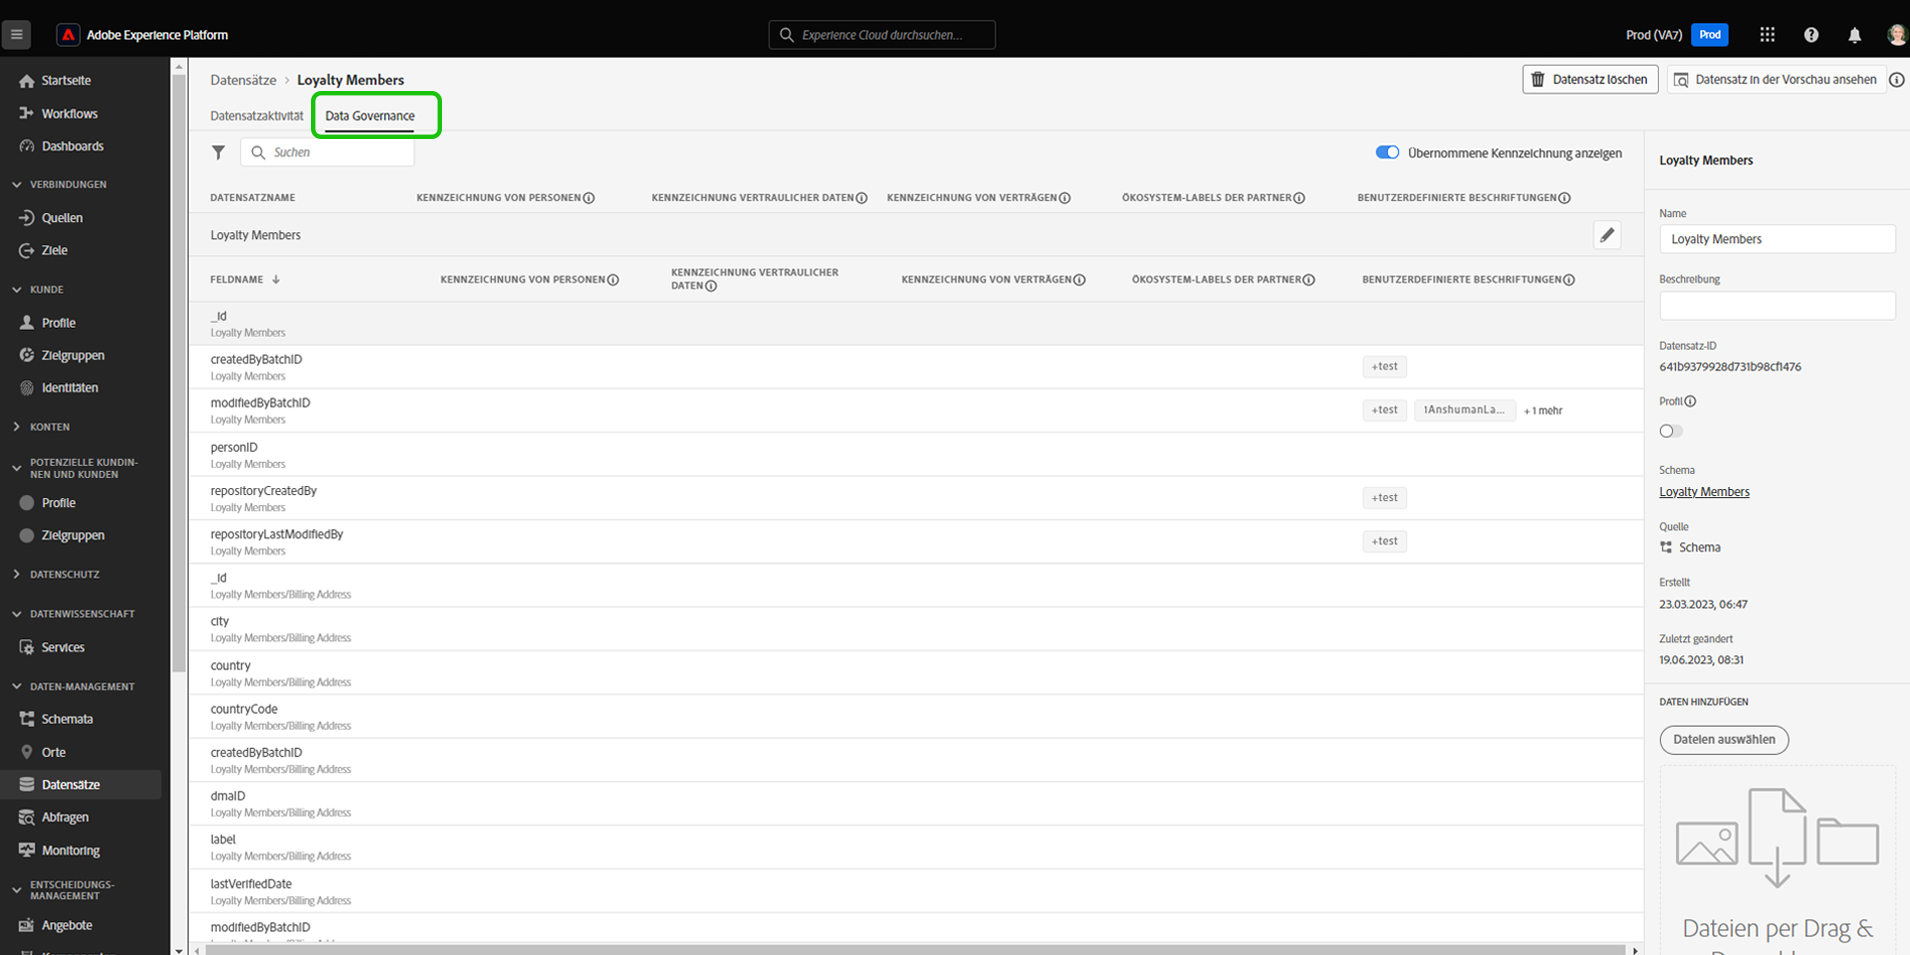 Adobe Experience Platform
Experience Cloud durchsuchen...
Prod (VA7) Prod
Startseite
Workflows
Dashboards
VERBINDUNGEN
Quellen
Ziele
KUNDE
Profile
Zielgruppen
Identitäten
KONTEN
POTENZIELLE KUNDIN-
NEN UND KUNDEN
Profile
Zielgruppen
DATENSCHUTZ
DATENWISSENSCHAFT
Services
DATEN-MANAGEMENT
Schemata
Orte
Datensätze
Abfragen
Monitoring
ENTSCHEIDUNGS-
MANAGEMENT
Angebote
Datensätze > Loyalty Members
Datensatz löschen
Datensatz in der Vorschau ansehen
Datensatzaktivität Data Governance
Suchen
Übernommene Kennzeichnung anzeigen
DATENSATZNAME KENNZEICHNUNG VON PERSONEN KENNZEICHNUNG VERTRAULICHER DATEN KENNZEICHNUNG VON VERTRÄGEN ÖKOSYSTEM-LABELS DER PARTNER BENUTZERDEFINIERTE BESCHRIFTUNGEN
Loyalty Members
FELDNAME KENNZEICHNUNG VON PERSONEN KENNZEICHNUNG VERTRAULICHER DATEN KENNZEICHNUNG VON VERTRÄGEN ÖKOSYSTEM-LABELS DER PARTNER BENUTZERDEFINIERTE BESCHRIFTUNGEN
_id
Loyalty Members
createdByBatchID
Loyalty Members
+test
modifiedByBatchID
Loyalty Members
+test 1AnshumanLa... + 1 mehr
personID
Loyalty Members
repositoryCreatedBy
Loyalty Members
+test
repositoryLastModifiedBy
Loyalty Members
+test
_id
Loyalty Members/Billing Address
city
Loyalty Members/Billing Address
country
Loyalty Members/Billing Address
countryCode
Loyalty Members/Billing Address
createdByBatchID
Loyalty Members/Billing Address
dmaID
Loyalty Members/Billing Address
label
Loyalty Members/Billing Address
lastVerifiedDate
Loyalty Members/Billing Address
modifiedByBatchID
Loyalty Members
Name
Loyalty Members
Beschreibung
Datensatz-ID
641b9379928d731b98cf1476
Profil
Schema
Loyalty Members
Quelle
Schema
Erstellt
23.03.2023, 06:47
Zuletzt geändert
19.06.2023, 08:31
DATEN HINZUFÜGEN
Dateien auswählen
Dateien per Drag &